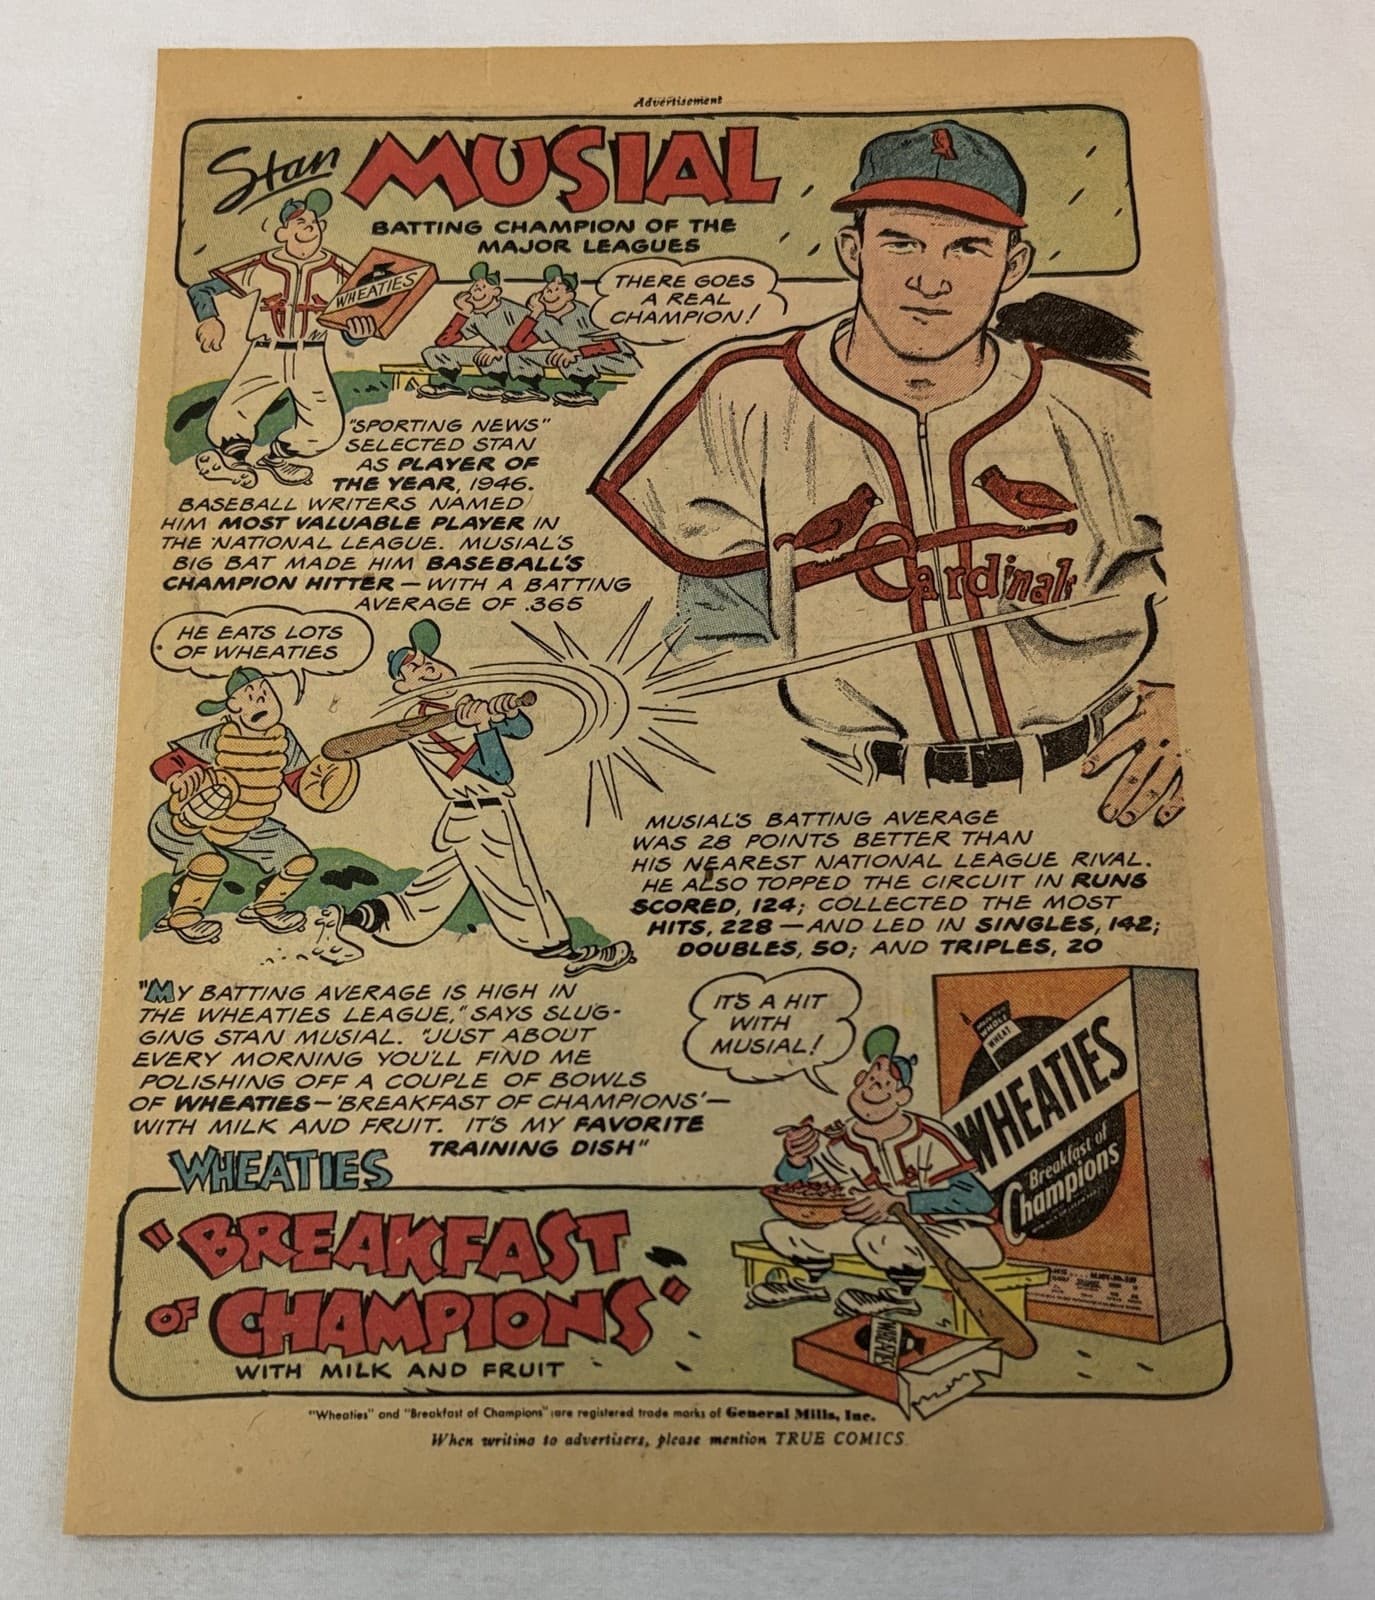 Advertisement
Stan MUSIAL
BATTING CHAMPION OF THE
MAJOR LEAGUES
WHEATIES
THERE GOES
A REAL
CHAMPION!
"SPORTING NEWS"
SELECTED STAN
AS PLAYER OF
THE YEAR, 1946.
BASEBALL WRITERS NAMED
HIM MOST VALUABLE PLAYER IN
THE NATIONAL LEAGUE. MUSIAL'S
BIG BAT MADE HIM BASEBALL'S
CHAMPION HITTER — WITH A BATTING
AVERAGE OF .365
Cardinals
HE EATS LOTS
OF WHEATIES
MUSIAL'S BATTING AVERAGE
WAS 28 POINTS BETTER THAN
HIS NEAREST NATIONAL LEAGUE RIVAL.
HE ALSO TOPPED THE CIRCUIT IN RUNS
SCORED, 124; COLLECTED THE MOST
HITS, 228 — AND LED IN SINGLES, 142;
DOUBLES, 50; AND TRIPLES, 20
"MY BATTING AVERAGE IS HIGH IN
THE WHEATIES LEAGUE," SAYS SLUG-
GING STAN MUSIAL. "JUST ABOUT
EVERY MORNING YOU'LL FIND ME
POLISHING OFF A COUPLE OF BOWLS
OF WHEATIES — 'BREAKFAST OF CHAMPIONS' —
WITH MILK AND FRUIT. IT'S MY FAVORITE
TRAINING DISH"
IT'S A HIT
WITH
MUSIAL!
WHOLE
WHEAT
WHEATIES
Breakfast of
Champions
WHEATIES
"BREAKFAST
OF CHAMPIONS"
WITH MILK AND FRUIT
WHEATIES
"Wheaties" and "Breakfast of Champions" are registered trade marks of General Mills, Inc.
When writing to advertisers, please mention TRUE COMICS